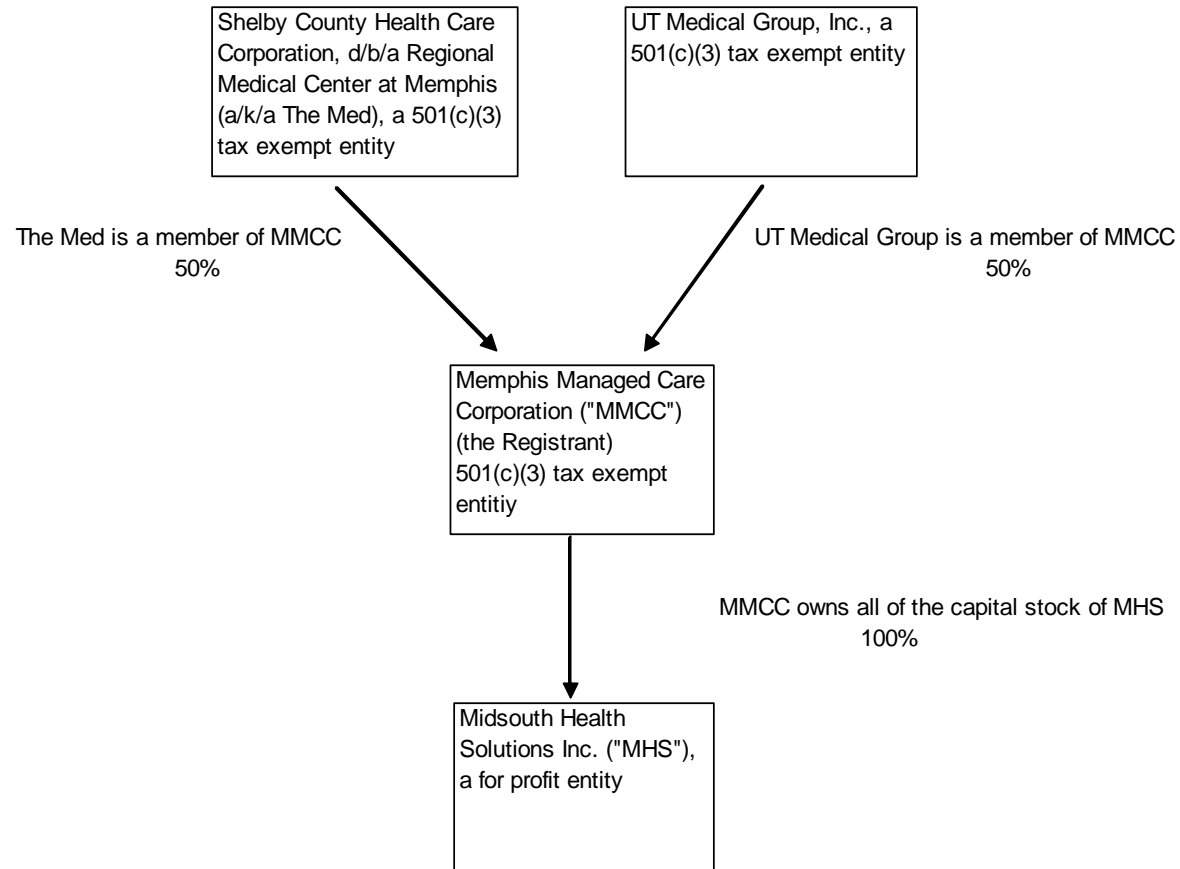 Shelby County Health Care
Corporation, d/b/a Regional
Medical Center at Memphis
(a/k/a The Med), a 501(c)(3)
tax exempt entity
UT Medical Group, Inc., a
501(c)(3) tax exempt entity
The Med is a member of MMCC
50%
UT Medical Group is a member of MMCC
50%
Memphis Managed Care
Corporation ("MMCC")
(the Registrant)
501(c)(3) tax exempt
entitiy
MMCC owns all of the capital stock of MHS
100%
Midsouth Health
Solutions Inc. ("MHS"),
a for profit entity